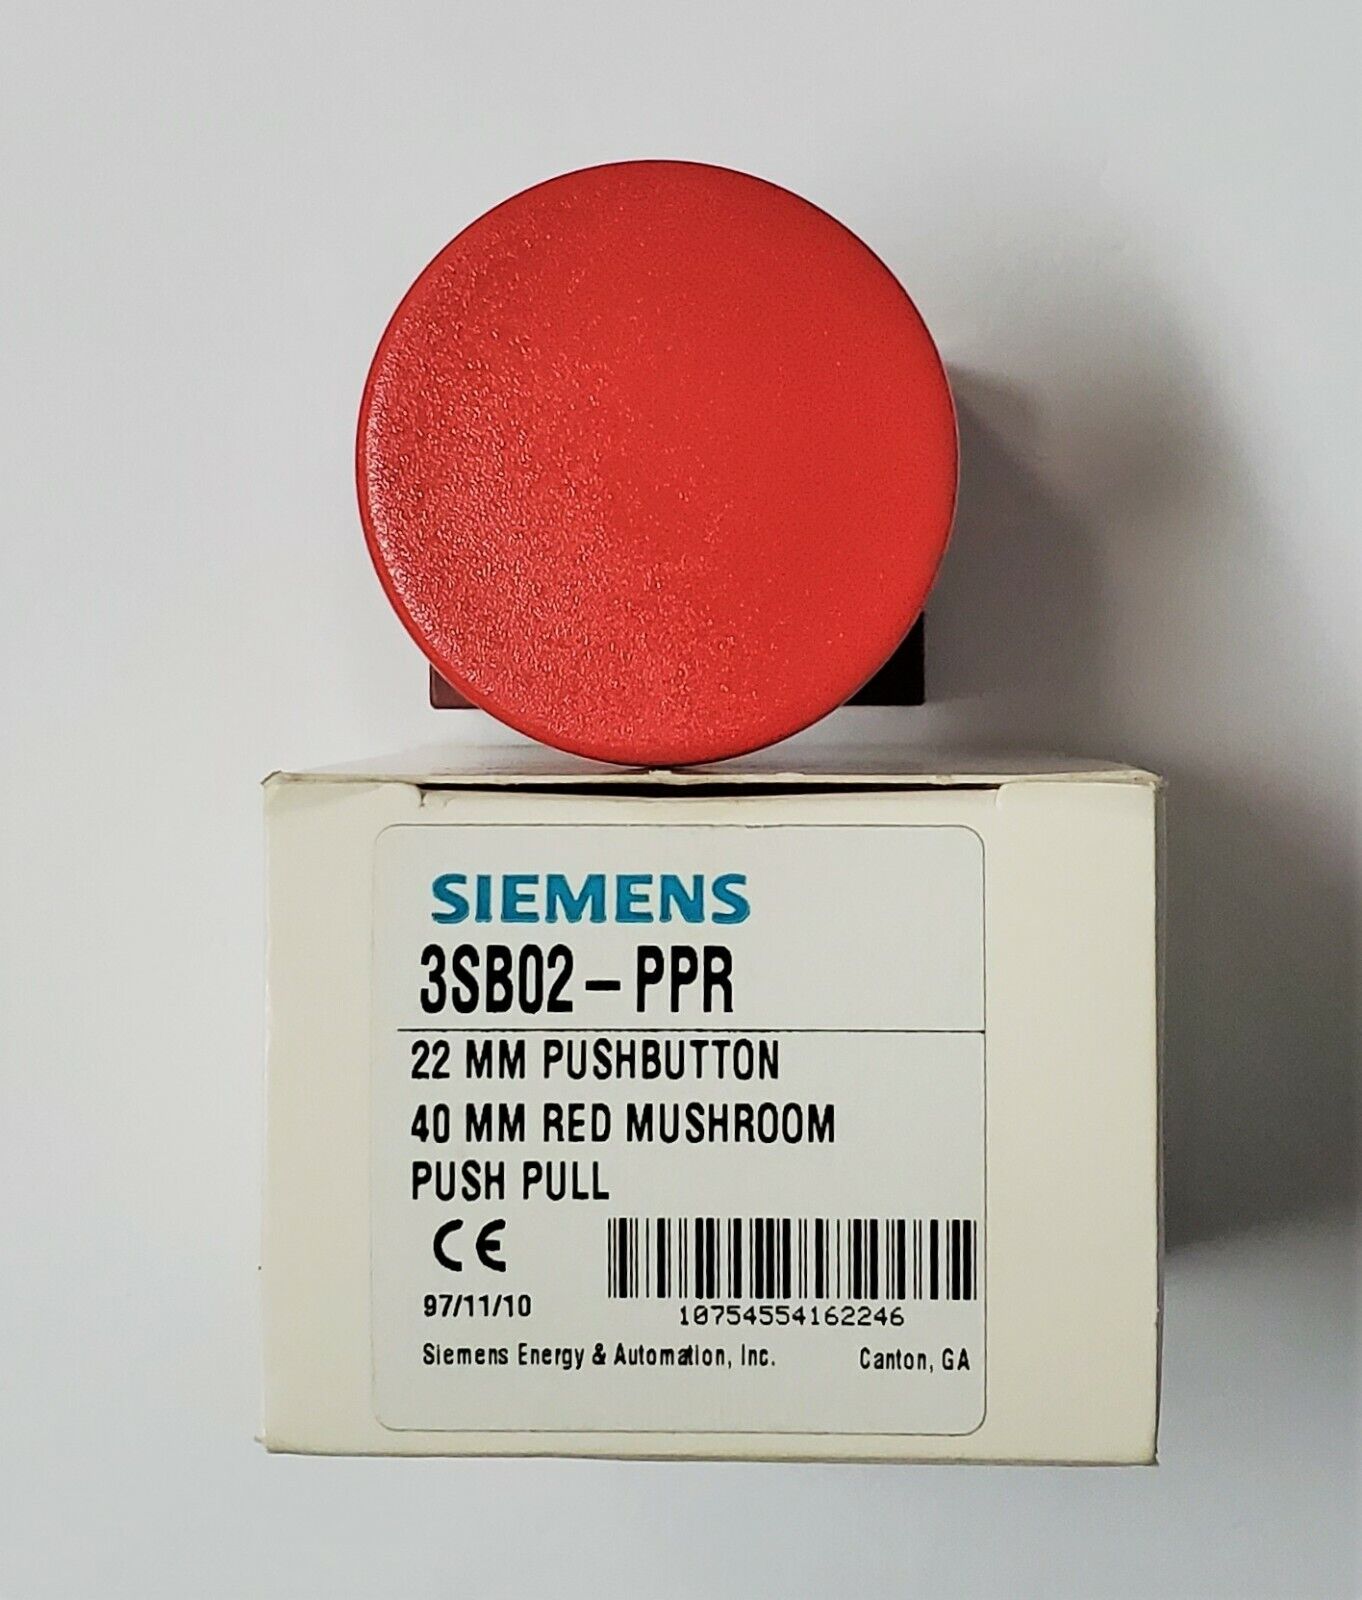 SIEMENS
3SB02-PPR
22 MM PUSHBUTTON
40 MM RED MUSHROOM
PUSH PULL
CE
97/11/10
10754554162246
Siemens Energy & Automation, Inc. Canton, GA